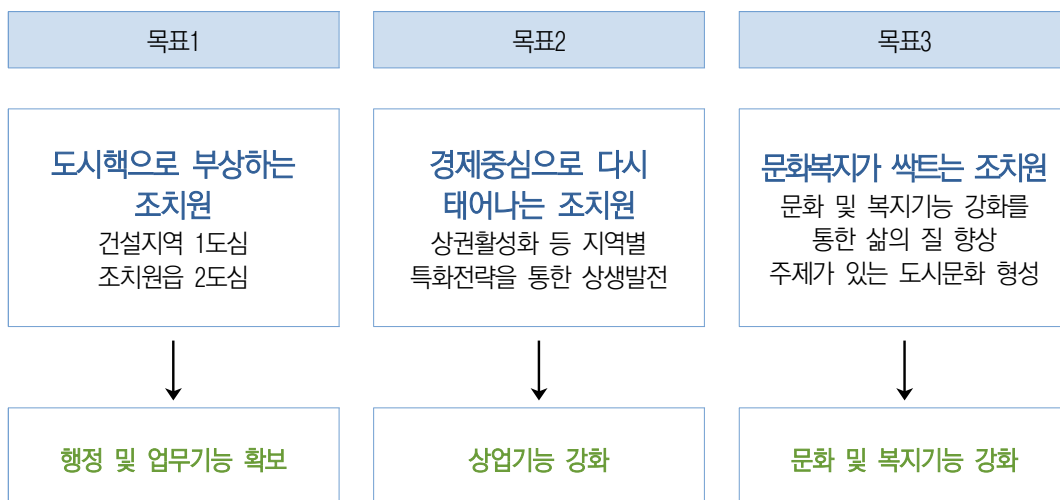 목표1
도시핵으로 부상하는
조치원
건설지역 1도심
조치원읍 2도심
행정 및 업무기능 확보
목표2
경제중심으로 다시
태어나는 조치원
상권활성화 등 지역별
특화전략을 통한 상생발전
상업기능 강화
목표3
문화복지가 싹트는 조치원
문화 및 복지기능 강화를
통한 삶의 질 향상
주제가 있는 도시문화 형성
문화 및 복지기능 강화